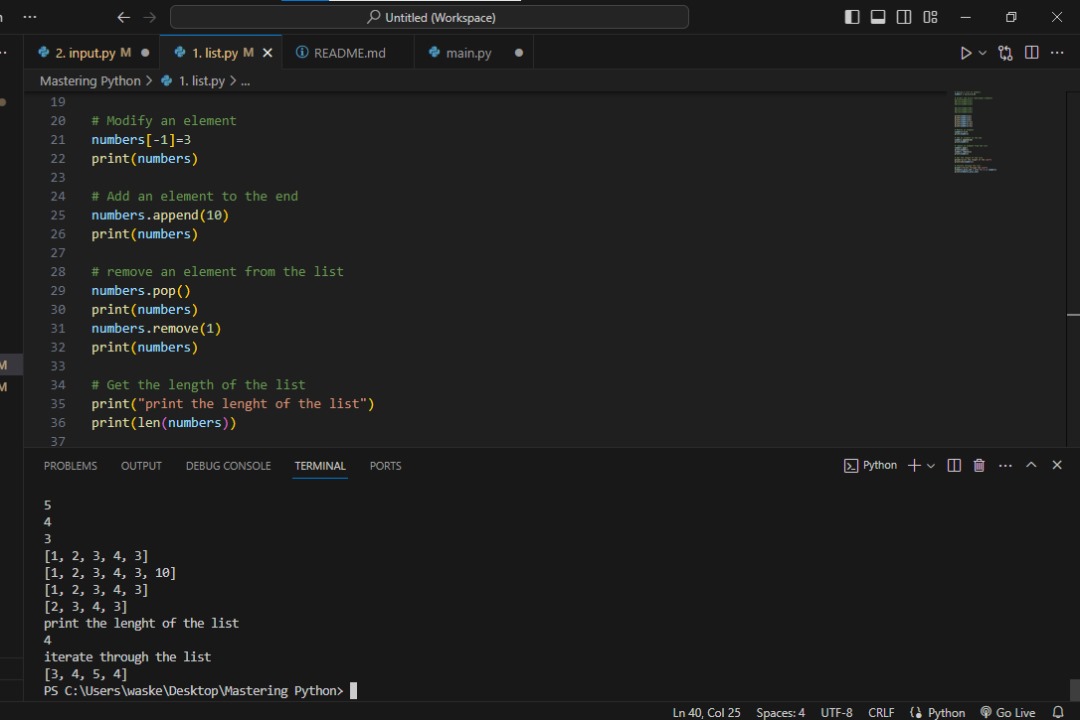 Untitled (Workspace)
2. input.py M
1. list.py M
README.md
main.py
Mastering Python > 1. list.py > ...
19
20 # Modify an element
21 numbers[-1]=3
22 print(numbers)
23
24 # Add an element to the end
25 numbers.append(10)
26 print(numbers)
27
28 # remove an element from the list
29 numbers.pop()
30 print(numbers)
31 numbers.remove(1)
32 print(numbers)
33
34 # Get the length of the list
35 print("print the lenght of the list")
36 print(len(numbers))
37
M
M
PROBLEMS OUTPUT DEBUG CONSOLE TERMINAL PORTS
Python
5
4
3
[1, 2, 3, 4, 3]
[1, 2, 3, 4, 3, 10]
[1, 2, 3, 4, 3]
[2, 3, 4, 3]
print the lenght of the list
4
iterate through the list
[3, 4, 5, 4]
PS C:\Users\waske\Desktop\Mastering Python>
Ln 40, Col 25 Spaces: 4 UTF-8 CRLF {} Python Go Live